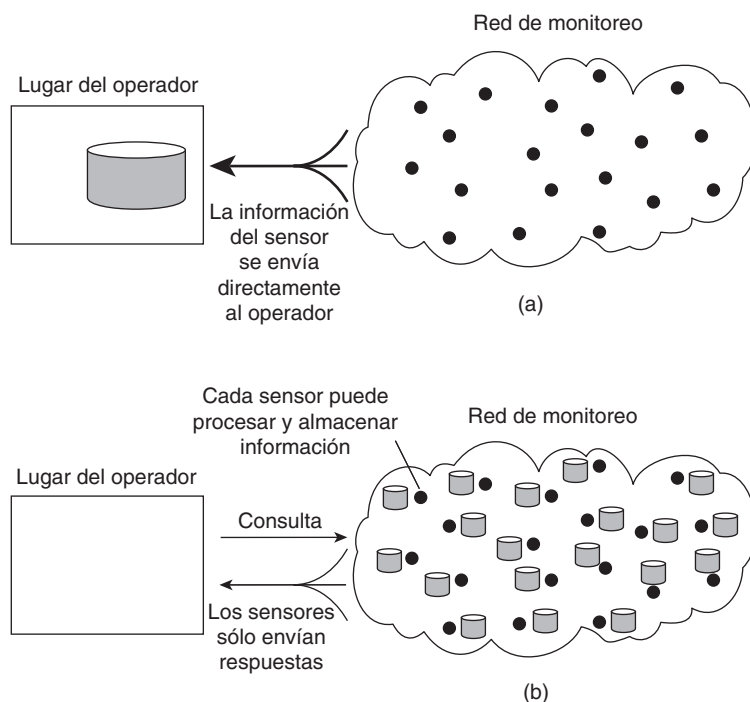 Red de monitoreo
Lugar del operador
La información
del sensor
se envía
directamente
al operador
(a)
Cada sensor puede
procesar y almacenar
información
Red de monitoreo
Lugar del operador
Consulta
Los sensores
sólo envían
respuestas
(b)